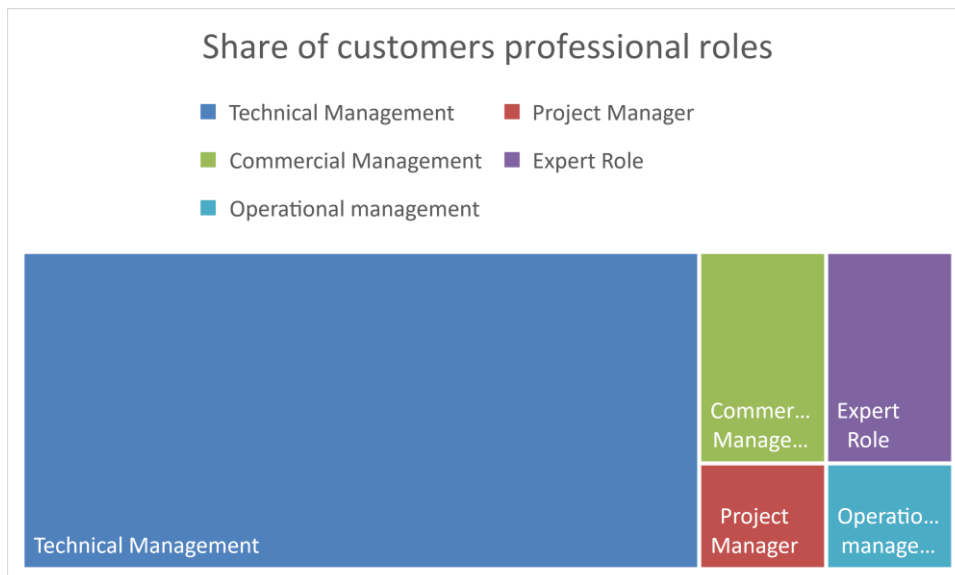 Share of customers professional roles
Technical Management
Project Manager
Commercial Management
Expert Role
Operational management
Technical Management
Commer...
Manage...
Expert
Role
Project
Manager
Operatio...
manage...